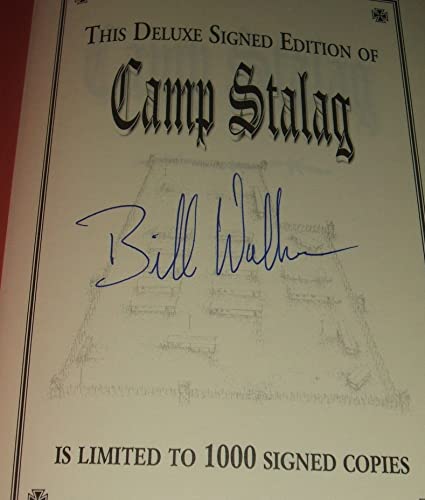 THIS DELUXE SIGNED EDITION OF
Camp Stalag
Bill Walker
IS LIMITED TO 1000 SIGNED COPIES